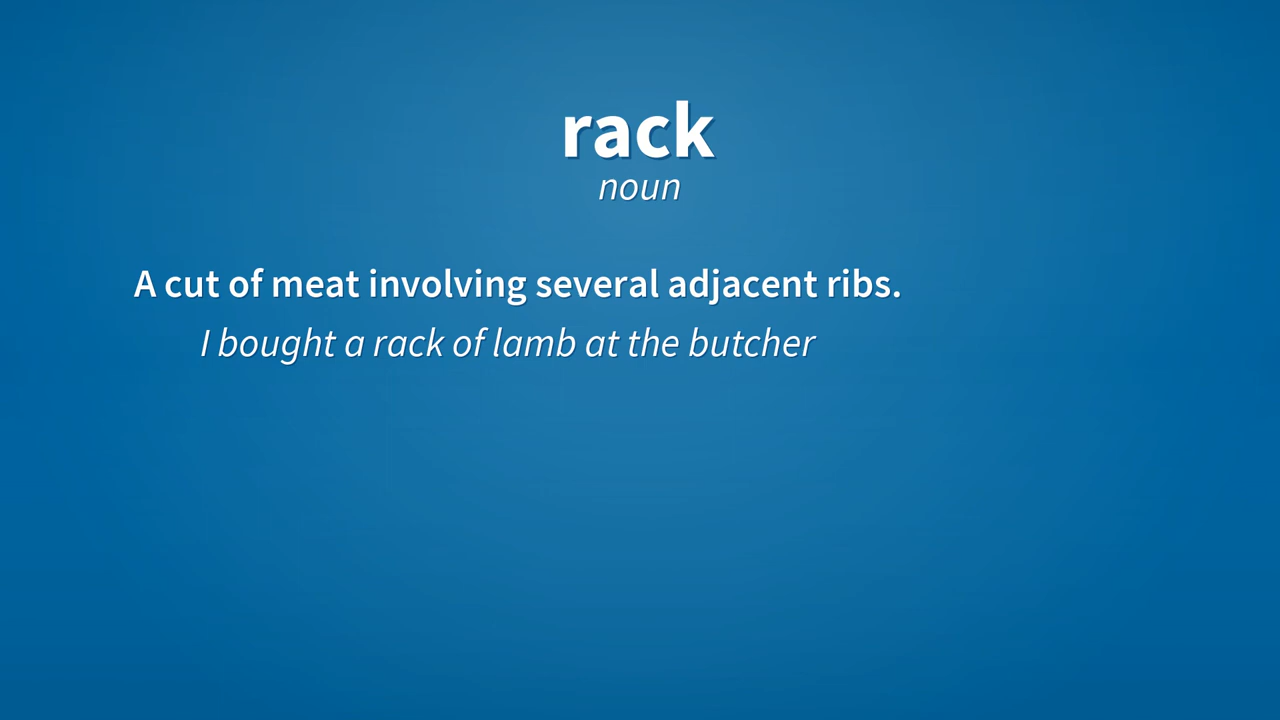 rack
noun
A cut of meat involving several adjacent ribs.
I bought a rack of lamb at the butcher